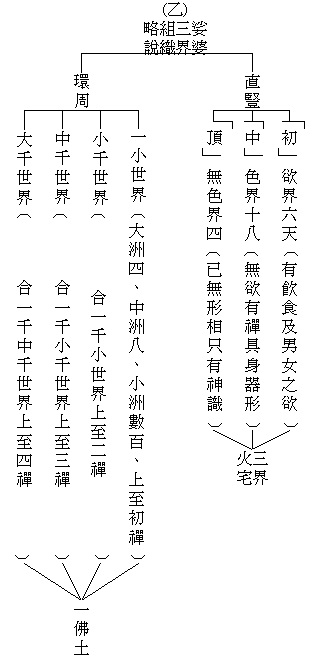 (乙)
娑婆三界組織略說
豎直
初 欲界六天(有飲食及男女之欲)
中 色界十八(無欲有禪具身器形)
頂 無色界四(已無形相只有神識)
三界火宅
周環
一小世界(大洲四、中洲八、小洲數百、上至初禪)
小千世界(合一千小世界上至二禪)
中千世界(合一千小千世界上至三禪)
大千世界(合一千中千世界上至四禪)
一佛土